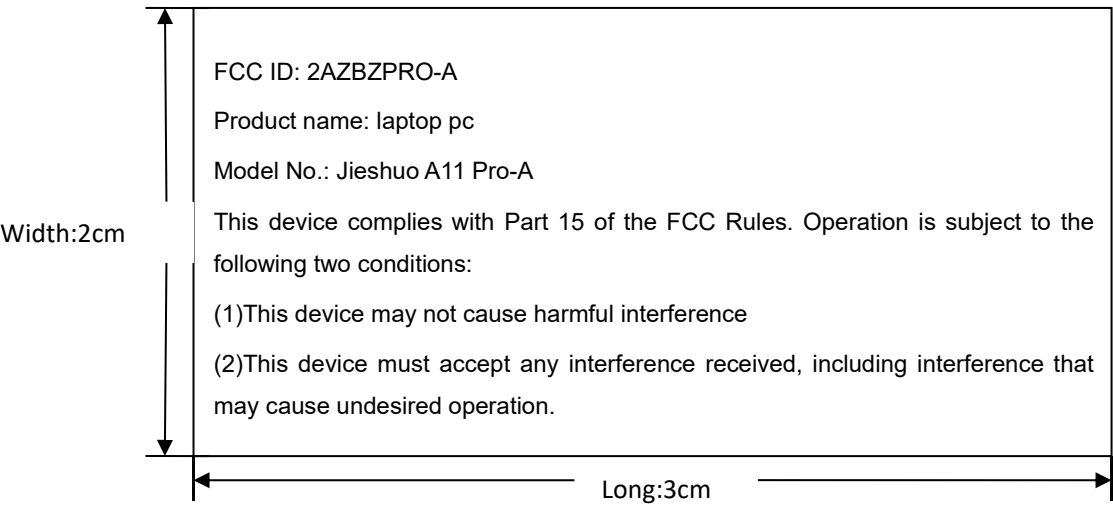 FCC ID: 2AZBZPRO-A
Product name: laptop pc
Model No.: Jieshuo A11 Pro-A
This device complies with Part 15 of the FCC Rules. Operation is subject to the
following two conditions:
(1)This device may not cause harmful interference
(2)This device must accept any interference received, including interference that
may cause undesired operation.
Width:2cm
Long:3cm